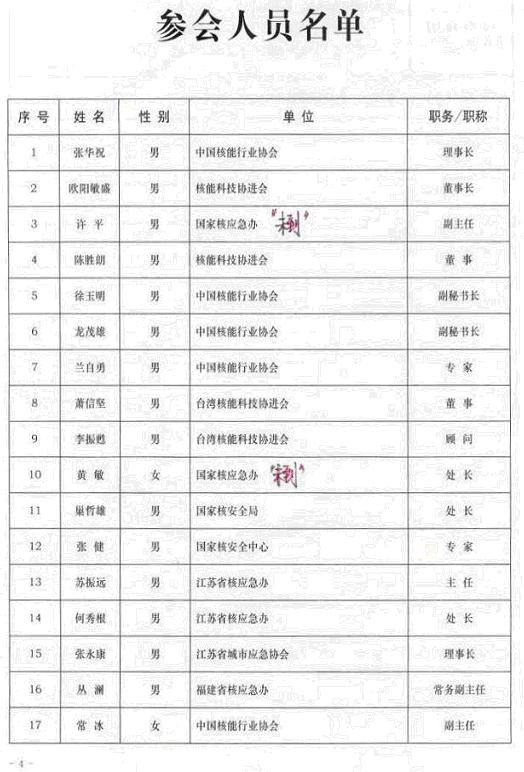 参会人员名单
序号 姓名 性别 单位 职务/职称
1 张华祝 男 中国核能行业协会 理事长
2 欧阳敏盛 男 核能科技协进会 董事长
3 许平 男 国家核应急办 "未到" 副主任
4 陈胜朗 男 核能科技协进会 董事
5 徐玉明 男 中国核能行业协会 副秘书长
6 龙茂雄 男 中国核能行业协会 副秘书长
7 兰自勇 男 中国核能行业协会 专家
8 萧信坚 男 台湾核能科技协进会 董事
9 李振甦 男 台湾核能科技协进会 顾问
10 黄敏 女 国家核应急办 "未到" 处长
11 巢哲雄 男 国家核安全局 处长
12 张健 男 国家核安全中心 专家
13 苏振远 男 江苏省核应急办 主任
14 何秀根 男 江苏省核应急办 处长
15 张永康 男 江苏省城市应急协会 理事长
16 丛澜 男 福建省核应急办 常务副主任
17 常冰 女 中国核能行业协会 副主任
- 4 -